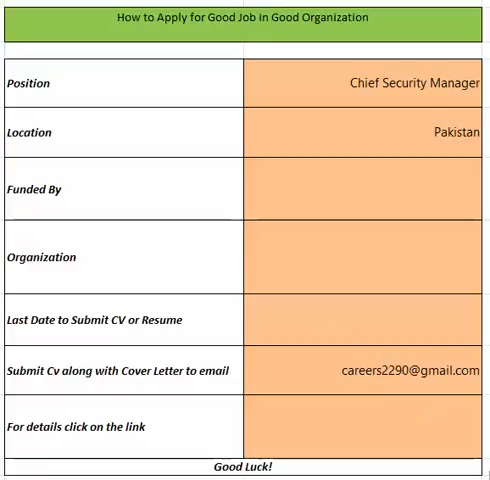 How to Apply for Good Job in Good Organization
Position Chief Security Manager
Location Pakistan
Funded By
Organization
Last Date to Submit CV or Resume
Submit Cv along with Cover Letter to email careers2290@gmail.com
For details click on the link
Good Luck!